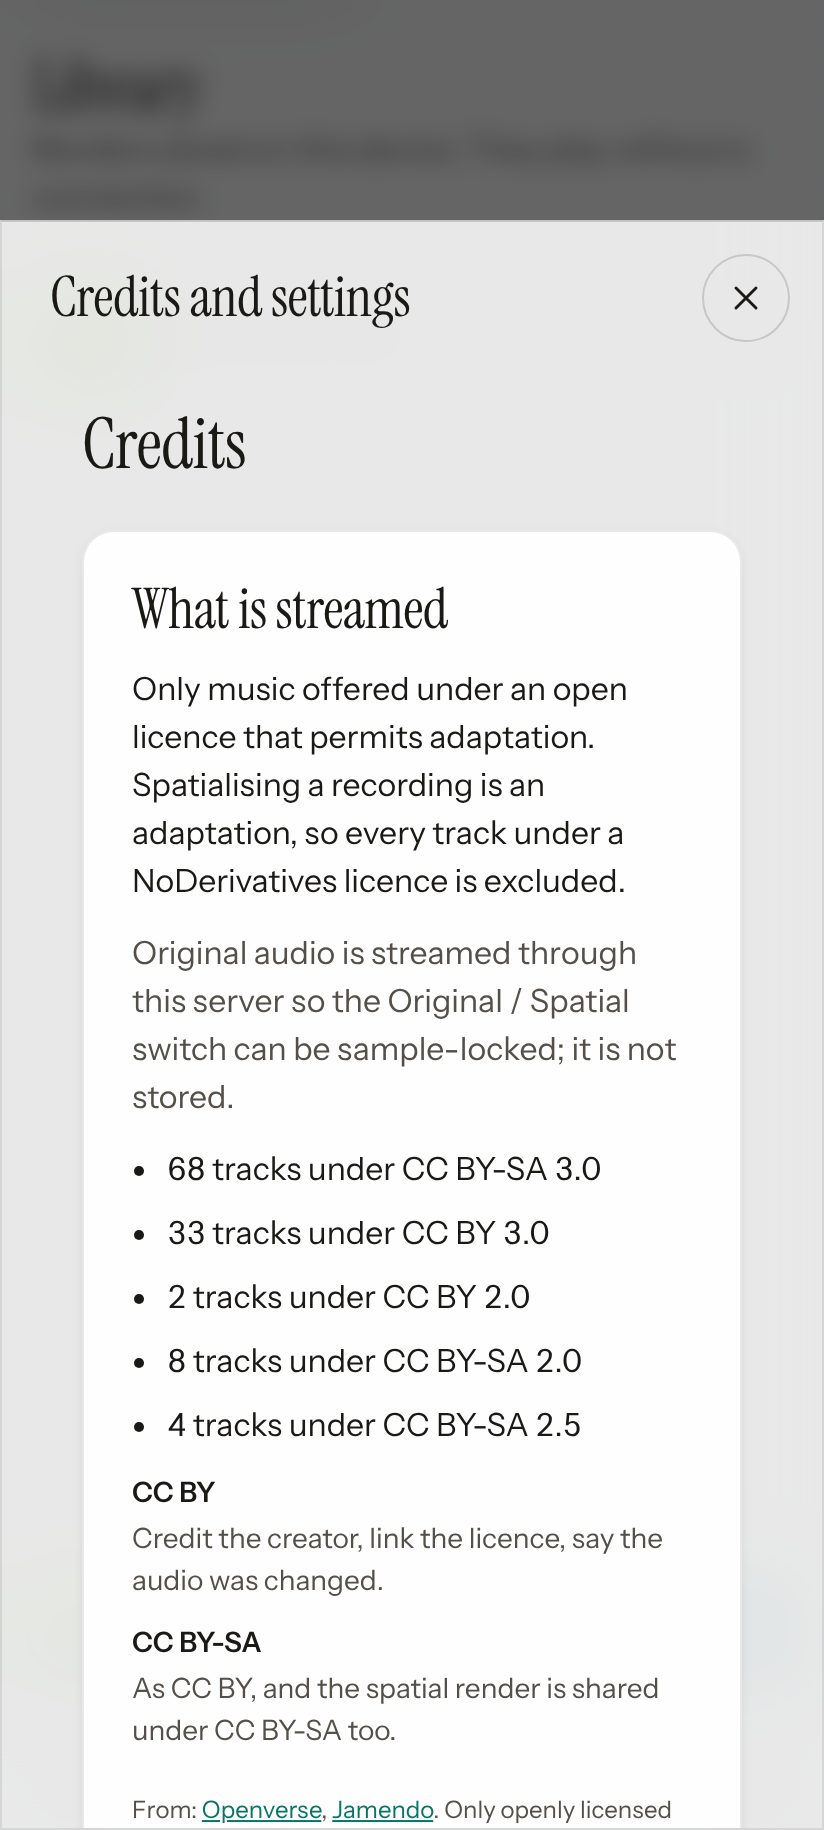 Library
Credits and settings
Credits
What is streamed
Only music offered under an open
licence that permits adaptation.
Spatialising a recording is an
adaptation, so every track under a
NoDerivatives licence is excluded.
Original audio is streamed through
this server so the Original / Spatial
switch can be sample-locked; it is not
stored.
• 68 tracks under CC BY-SA 3.0
• 33 tracks under CC BY 3.0
• 2 tracks under CC BY 2.0
• 8 tracks under CC BY-SA 2.0
• 4 tracks under CC BY-SA 2.5
CC BY
Credit the creator, link the licence, say the
audio was changed.
CC BY-SA
As CC BY, and the spatial render is shared
under CC BY-SA too.
From: Openverse, Jamendo. Only openly licensed